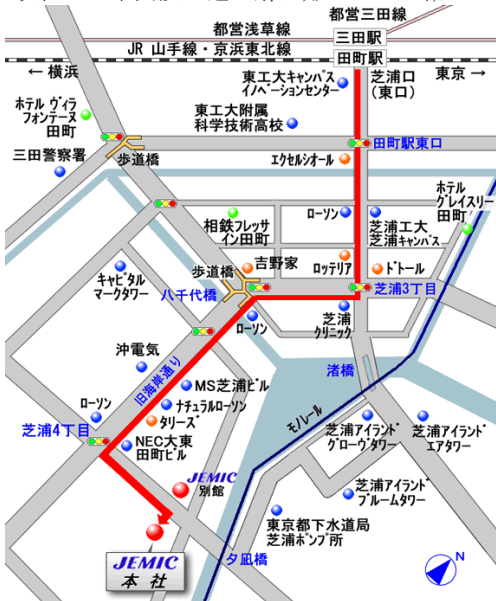 都営三田線
都営浅草線
三田駅
JR 山手線・京浜東北線
田町駅
← 横浜
東京 →
芝浦口
(東口)
東工大キャンパス
イノベーションセンター
ホテル ヴィラ
フォンテーヌ
田町
東工大附属
科学技術高校
田町駅東口
三田警察署
歩道橋
エクセルシオール
ホテル
グレイスリー
田町
相鉄フレッサ
イン田町
ローソン
芝浦工大
芝浦キャンパス
歩道橋
吉野家
ロッテリア
ドトール
キャピタル
マークタワー
八千代橋
芝浦3丁目
ローソン
芝浦
クリニック
沖電気
旧海岸通り
渚橋
MS芝浦ビル
ローソン
ナチュラルローソン
タリーズ
モノレール
芝浦アイランド
グローヴタワー
芝浦アイランド
エアタワー
芝浦4丁目
NEC大東
田町ビル
JEMIC
別館
芝浦アイランド
ブルームタワー
東京都下水道局
芝浦ポンプ所
夕凪橋
JEMIC
本 社
N